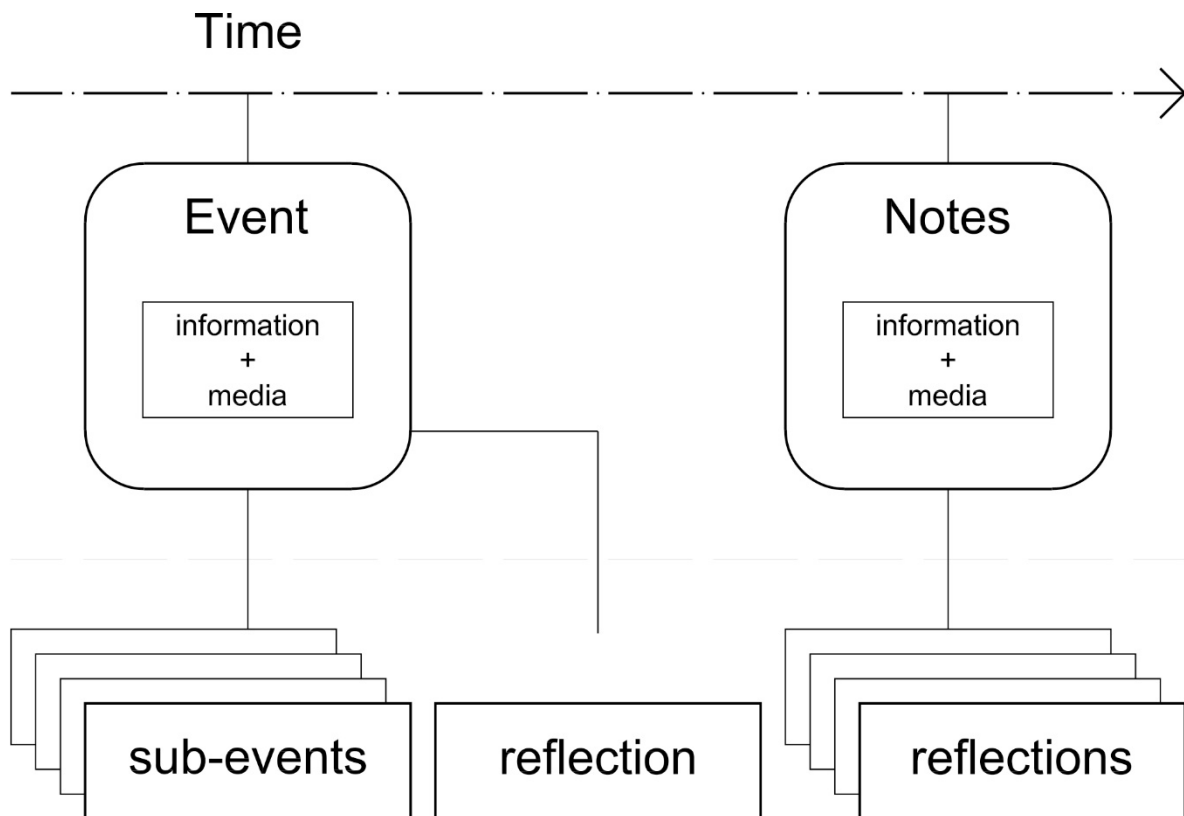 Time
Event
information
+
media
Notes
information
+
media
sub-events
reflection
reflections